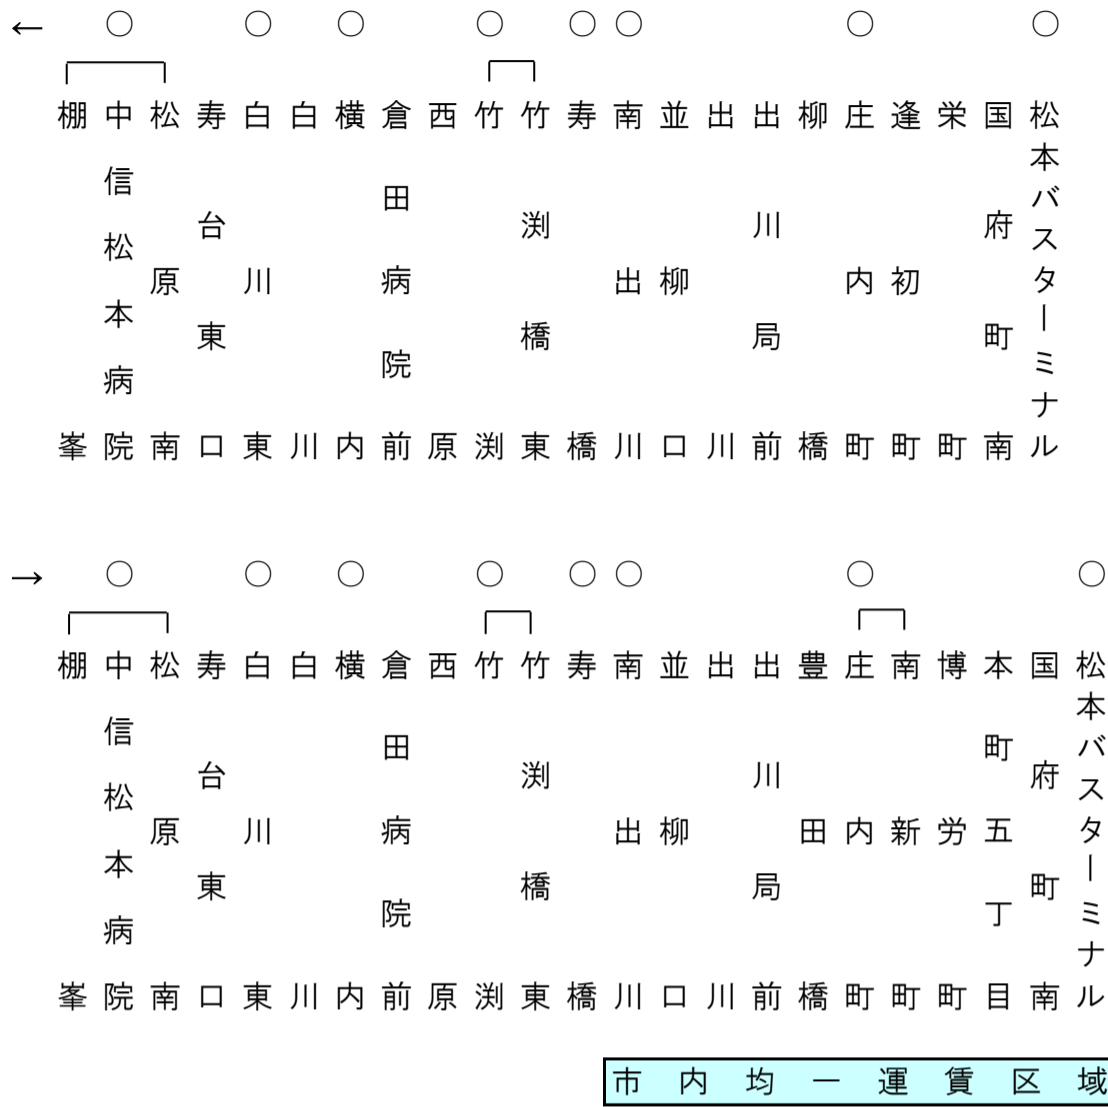 ← ○ ○ ○ ○ ○ ○ ○ ○
松本バスターミナル
国府町南
栄町
逢初町
庄内町
柳橋
出川局前
出川
並柳口
南出川
寿橋
竹渕橋東
竹渕
西原
倉田病院前
横内
白川
白川東
寿台東口
松原南
中信松本病院
棚峯
→ ○ ○ ○ ○ ○ ○ ○ ○
棚峯
中信松本病院
松原南
寿台東口
白川東
白川
横内
倉田病院前
西原
竹渕
竹渕橋東
寿橋
南出川
並柳口
出川
出川局前
豊田橋
庄内町
南新町
博労町
本町五丁目
国府町南
松本バスターミナル
市内均一運賃区域